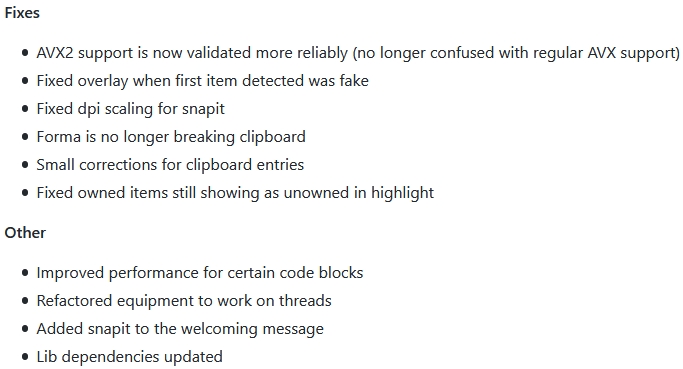 Fixes
AVX2 support is now validated more reliably (no longer confused with regular AVX support)
Fixed overlay when first item detected was fake
Fixed dpi scaling for snapit
Forma is no longer breaking clipboard
Small corrections for clipboard entries
Fixed owned items still showing as unowned in highlight
Other
Improved performance for certain code blocks
Refactored equipment to work on threads
Added snapit to the welcoming message
Lib dependencies updated